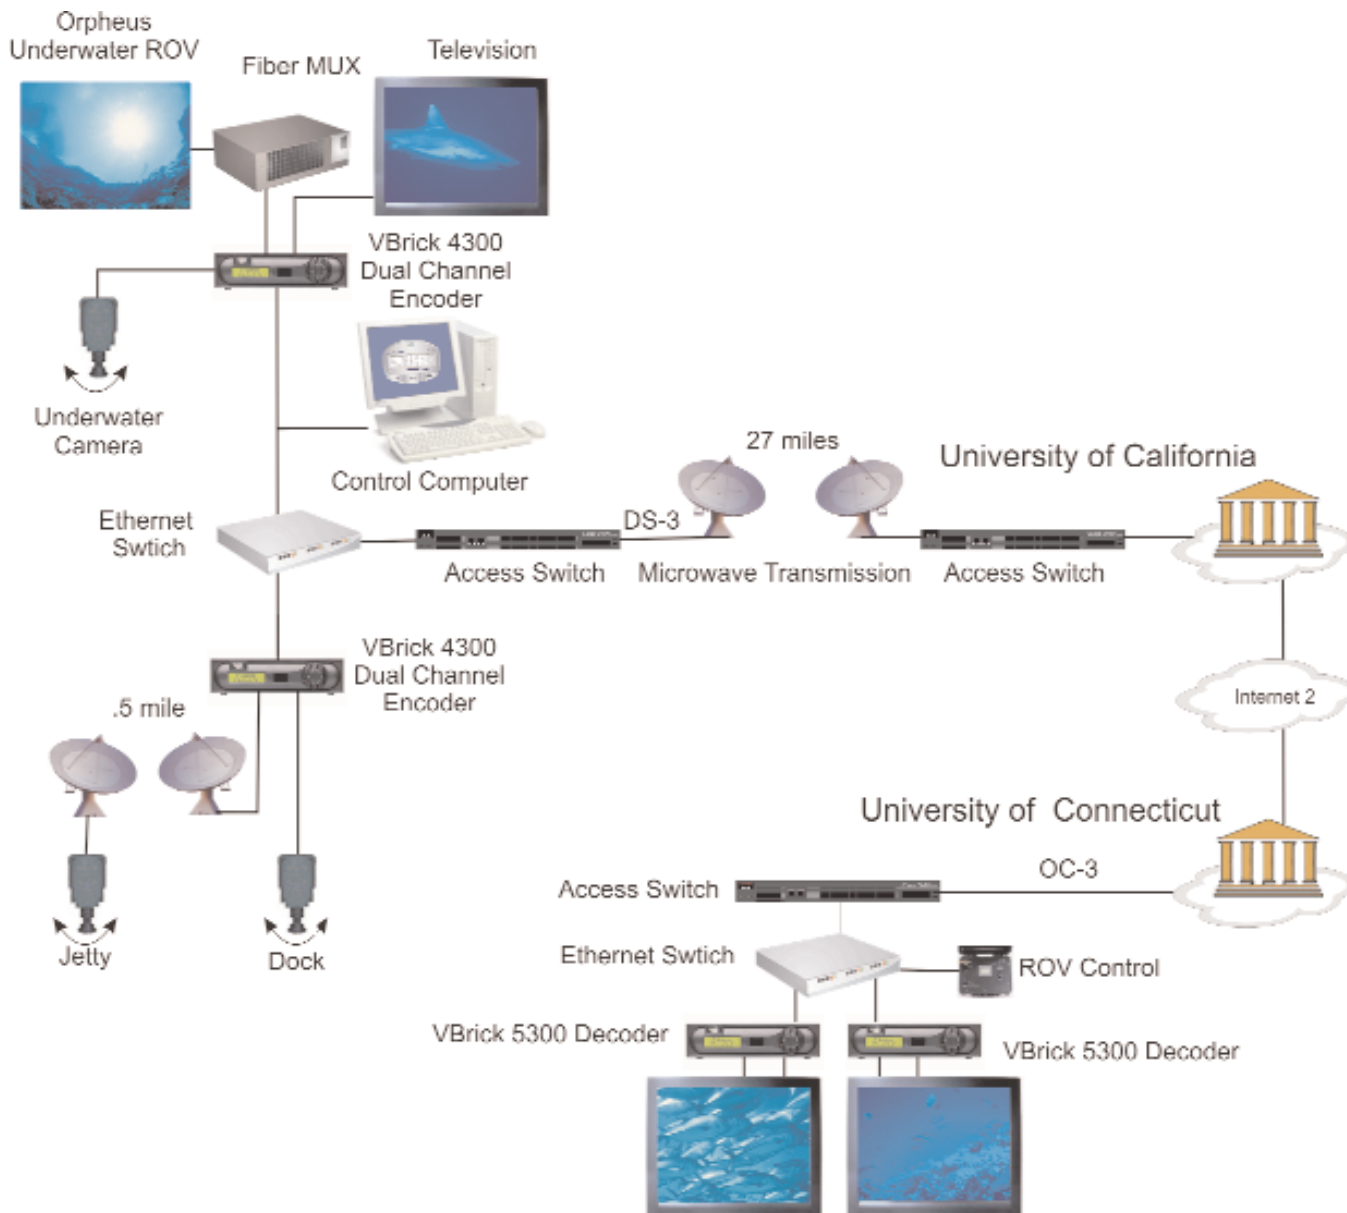 Orpheus
Underwater ROV
Fiber MUX
Television
VBrick 4300
Dual Channel
Encoder
Underwater
Camera
Control Computer
27 miles
University of California
Ethernet
Swtich
DS-3
Access Switch
Microwave Transmission
Access Switch
VBrick 4300
Dual Channel
Encoder
.5 mile
Internet 2
University of Connecticut
OC-3
Access Switch
Jetty
Dock
Ethernet Swtich
ROV Control
VBrick 5300 Decoder
VBrick 5300 Decoder